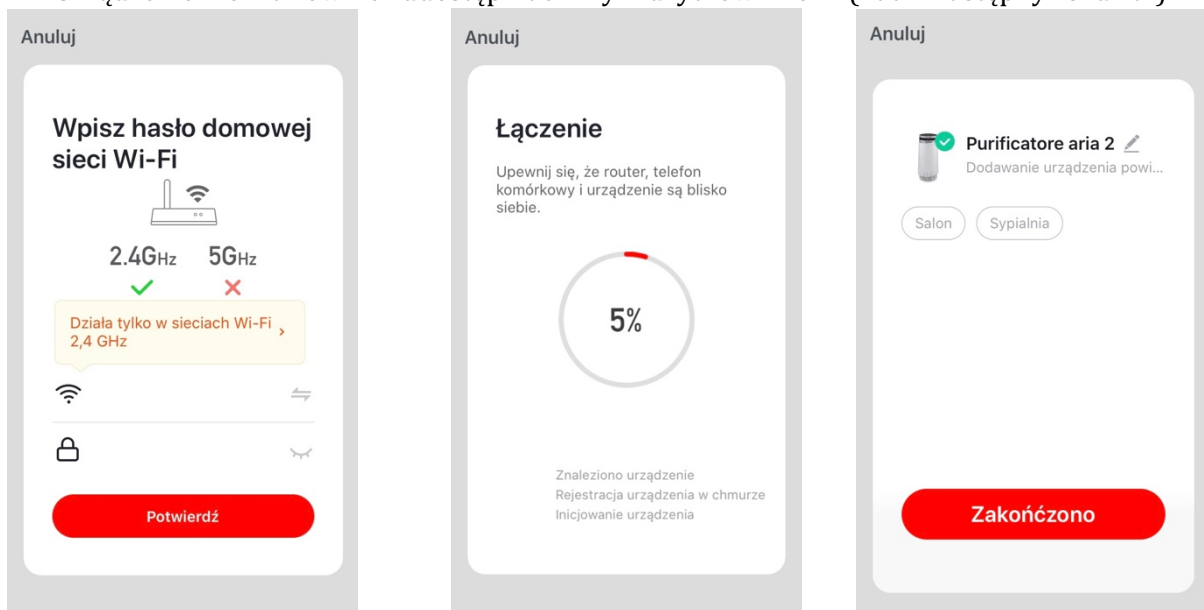 Anuluj
Wpisz hasło domowej
sieci Wi-Fi
2.4GHz 5GHz
Działa tylko w sieciach Wi-Fi
2,4 GHz
Potwierdź
Anuluj
Łączenie
Upewnij się, że router, telefon
komórkowy i urządzenie są blisko
siebie.
5%
Znaleziono urządzenie
Rejestracja urządzenia w chmurze
Inicjowanie urządzenia
Anuluj
Purificatore aria 2
Dodawanie urządzenia powi...
Salon Sypialnia
Zakońćzono